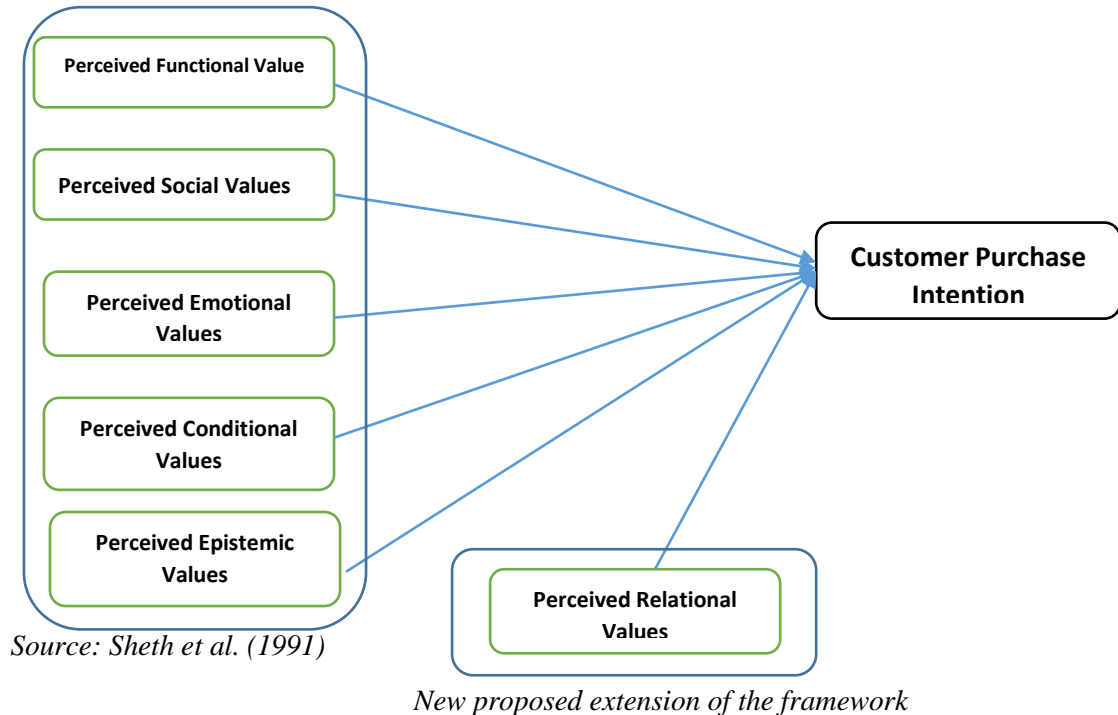 Perceived Functional Value
Perceived Social Values
Perceived Emotional
Values
Perceived Conditional
Values
Perceived Epistemic
Values
Source: Sheth et al. (1991)
Customer Purchase
Intention
Perceived Relational
Values
New proposed extension of the framework